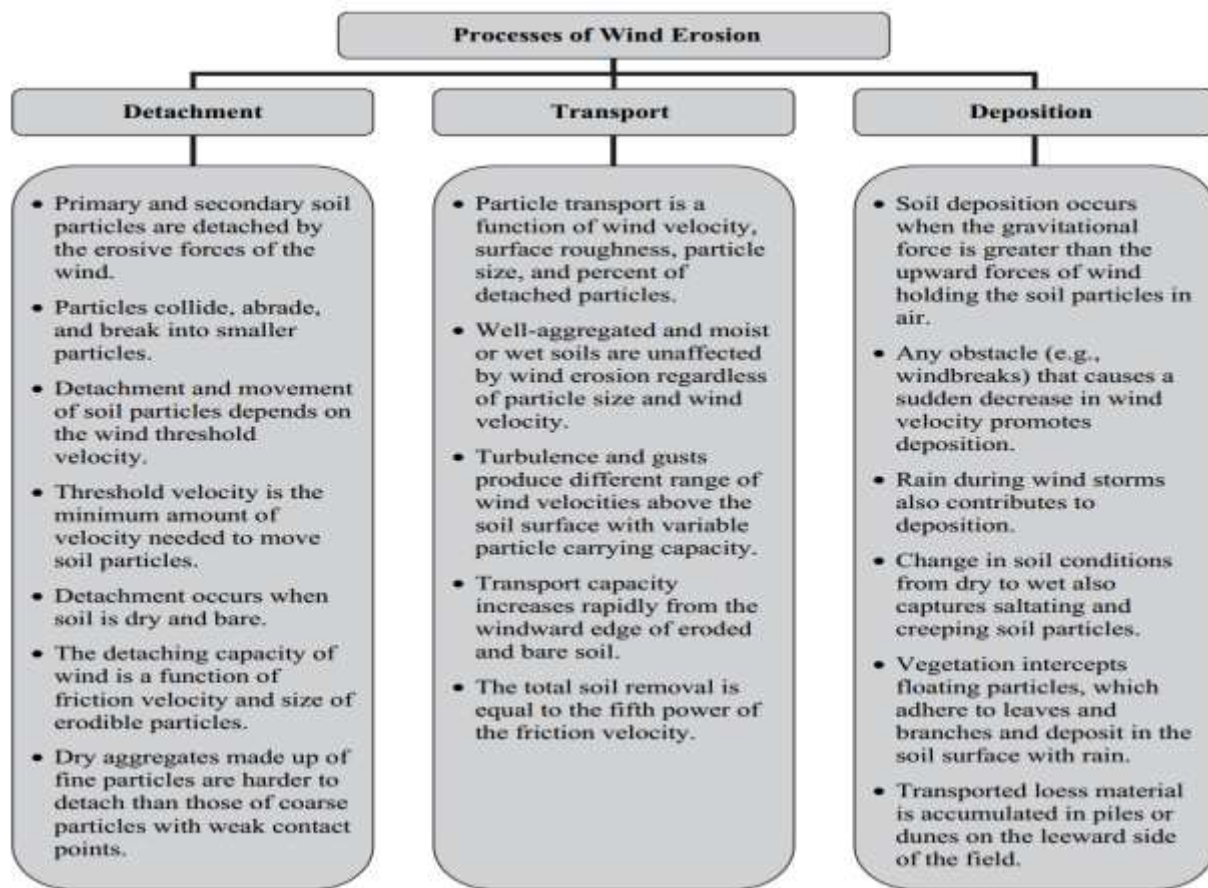 Processes of Wind Erosion
Detachment
• Primary and secondary soil
particles are detached by
the erosive forces of the
wind.
• Particles collide, abrade,
and break into smaller
particles.
• Detachment and movement
of soil particles depends on
the wind threshold
velocity.
• Threshold velocity is the
minimum amount of
velocity needed to move
soil particles.
• Detachment occurs when
soil is dry and bare.
• The detaching capacity of
wind is a function of
friction velocity and size of
erodible particles.
• Dry aggregates made up of
fine particles are harder to
detach than those of coarse
particles with weak contact
points.
Transport
• Particle transport is a
function of wind velocity,
surface roughness, particle
size, and percent of
detached particles.
• Well-aggregated and moist
or wet soils are unaffected
by wind erosion regardless
of particle size and wind
velocity.
• Turbulence and gusts
produce different range of
wind velocities above the
soil surface with variable
particle carrying capacity.
• Transport capacity
increases rapidly from the
windward edge of eroded
and bare soil.
• The total soil removal is
equal to the fifth power of
the friction velocity.
Deposition
• Soil deposition occurs
when the gravitational
force is greater than the
upward forces of wind
holding the soil particles in
air.
• Any obstacle (e.g.,
windbreaks) that causes a
sudden decrease in wind
velocity promotes
deposition.
• Rain during wind storms
also contributes to
deposition.
• Change in soil conditions
from dry to wet also
captures saltating and
creeping soil particles.
• Vegetation intercepts
floating particles, which
adhere to leaves and
branches and deposit in the
soil surface with rain.
• Transported loess material
is accumulated in piles or
dunes on the leeward side
of the field.